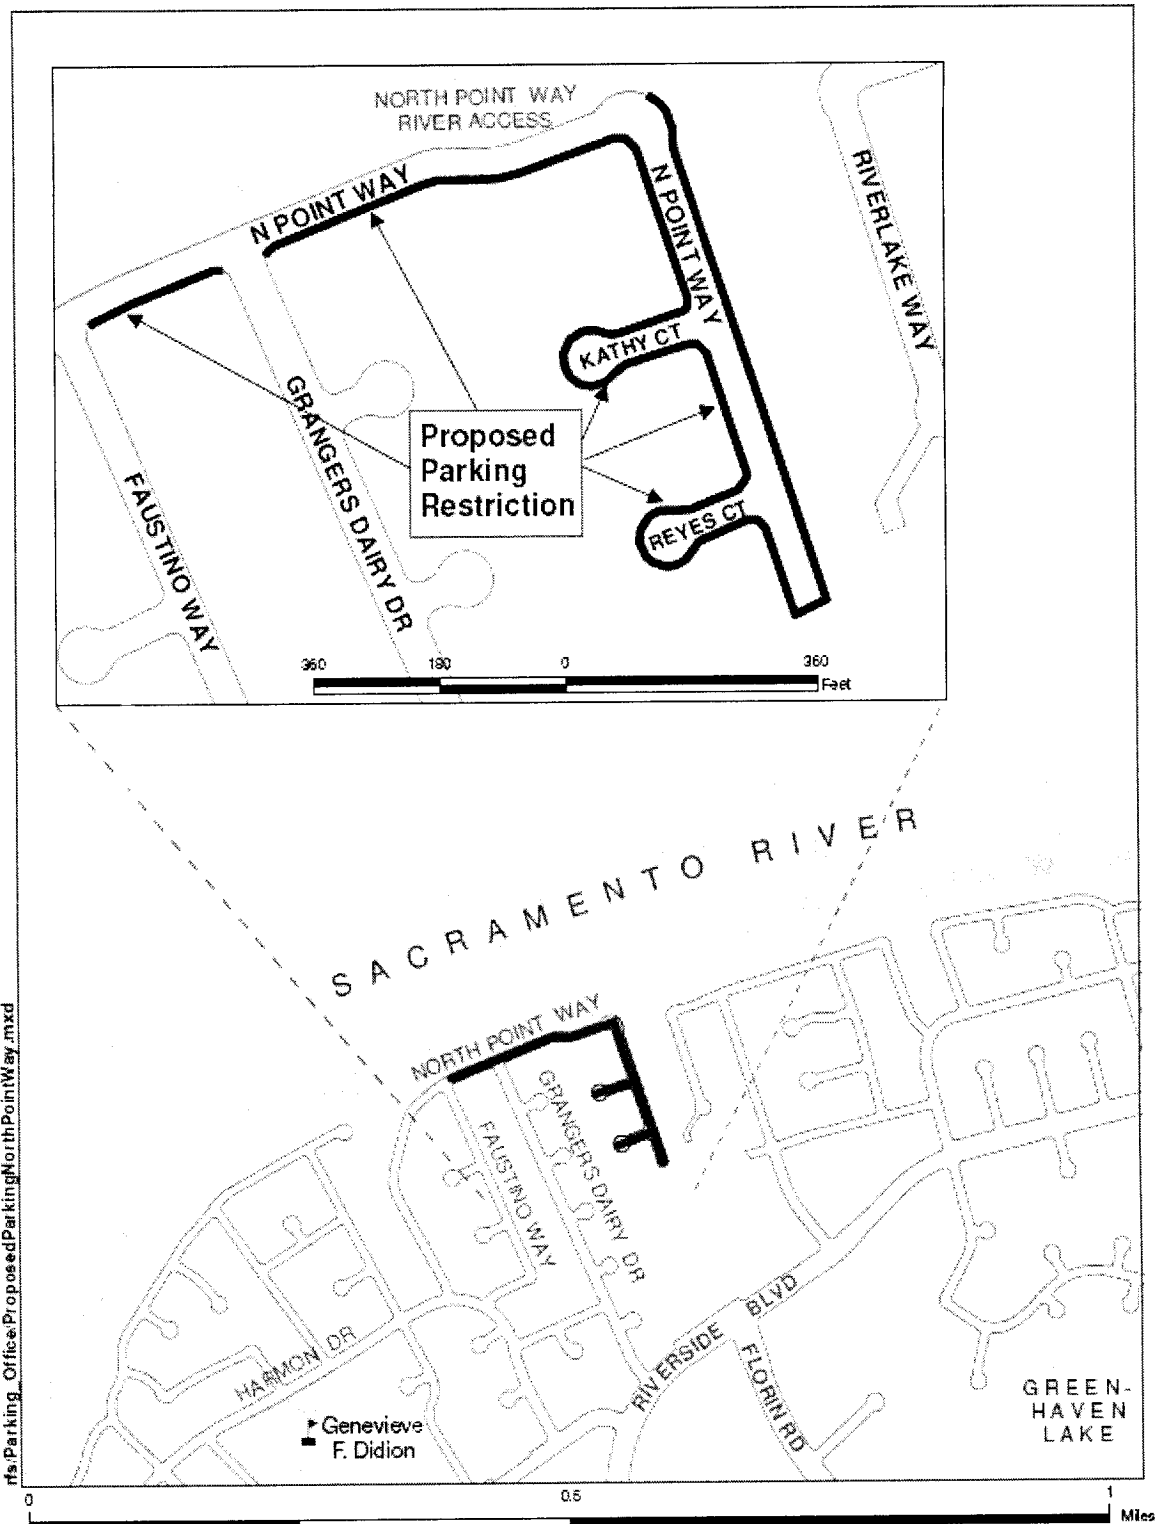 NORTH POINT WAY
RIVER ACCESS
N POINT WAY
N POINT WAY
RIVERLAKE WAY
KATHY CT
GRANGERS DAIRY DR
Proposed
Parking
Restriction
FAUSTINO WAY
REYES CT
360 180 0 360
Feet
SACRAMENTO RIVER
NORTH POINT WAY
GRANGERS DAIRY DR
FAUSTINO WAY
RIVERSIDE BLVD
HARMON DR
FLORIN RD
GREEN-
HAVEN
LAKE
Genevieve
F. Didion
rfs/Parking_Office/ProposedParkingNorthPointWay.mxd
0 0.5 1
Miles